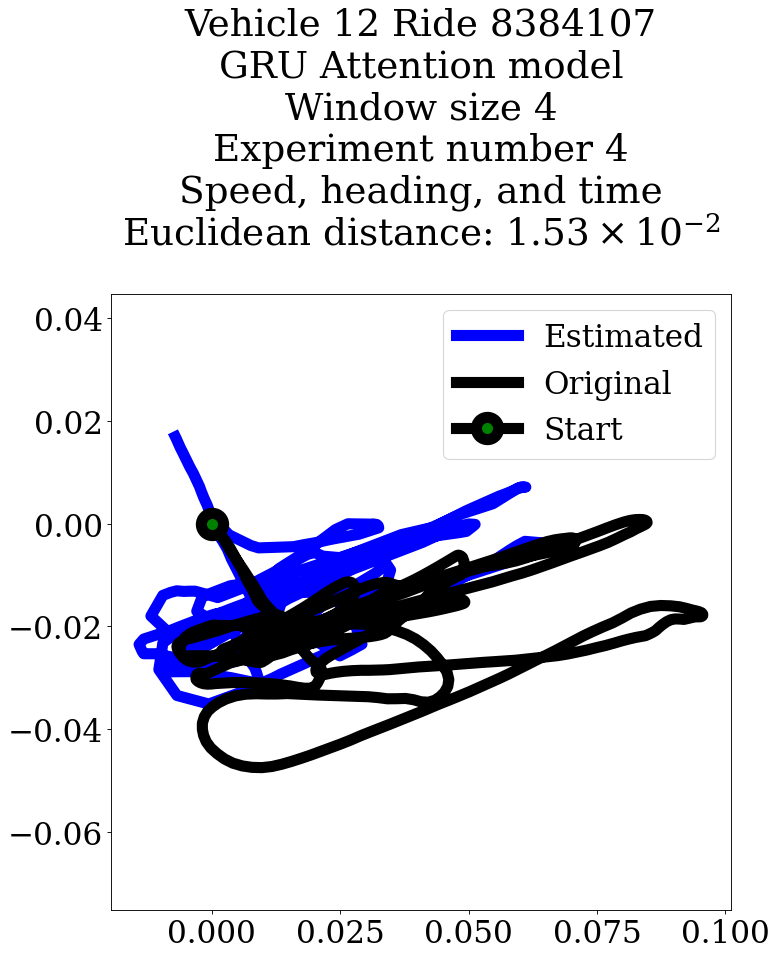 Vehicle 12 Ride 8384107
GRU Attention model
Window size 4
Experiment number 4
Speed, heading, and time
Euclidean distance: 1.53 × 10⁻²
0.04
0.02
0.00
−0.02
−0.04
−0.06
Estimated
Original
Start
0.000 0.025 0.050 0.075 0.100